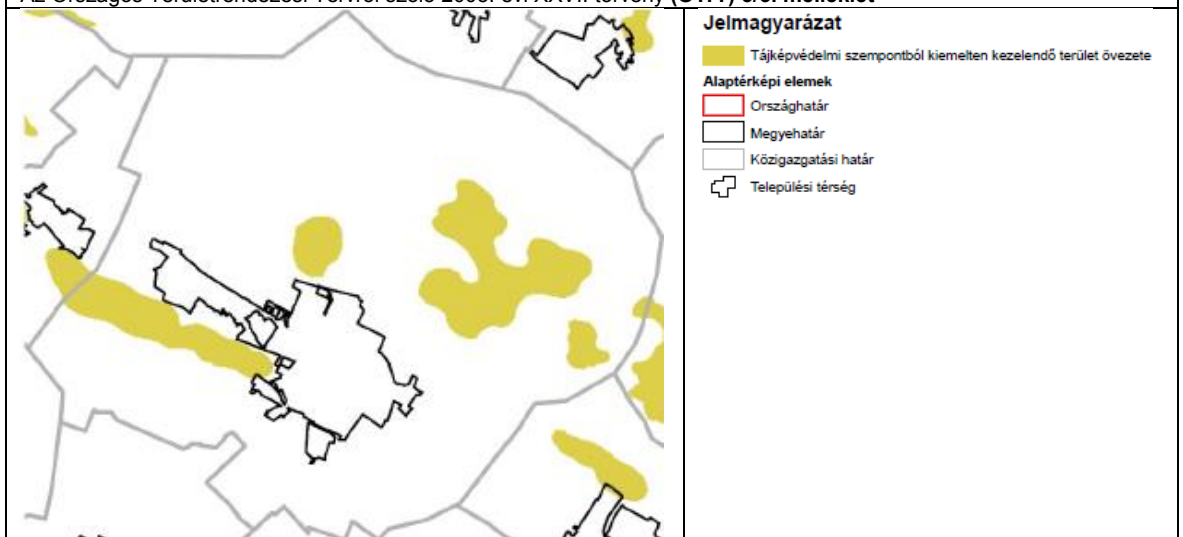 Jelmagyarázat
Tájképvédelmi szempontból kiemelten kezelendő terület övezete
Alaptérképi elemek
Országhatár
Megyehatár
Közigazgatási határ
Települési térség